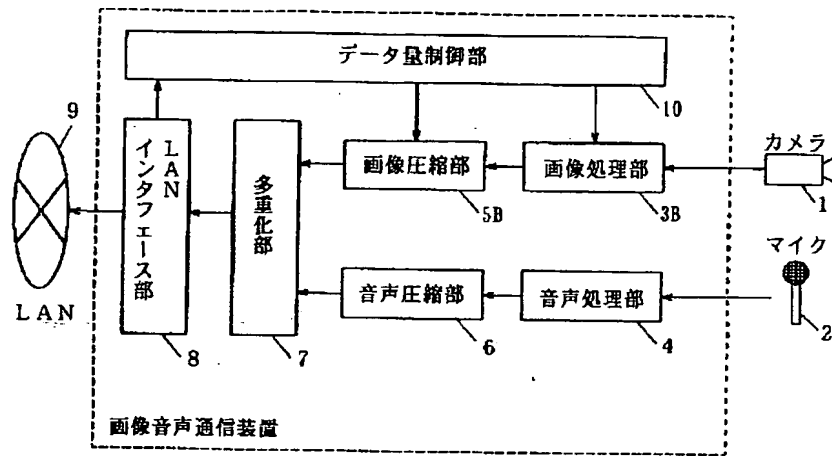 データ量制御部
10
9
LAN
LAN
インタフェース部
8
多重化部
7
画像圧縮部
5B
画像処理部
3B
カメラ
1
音声圧縮部
6
音声処理部
4
マイク
2
画像音声通信装置